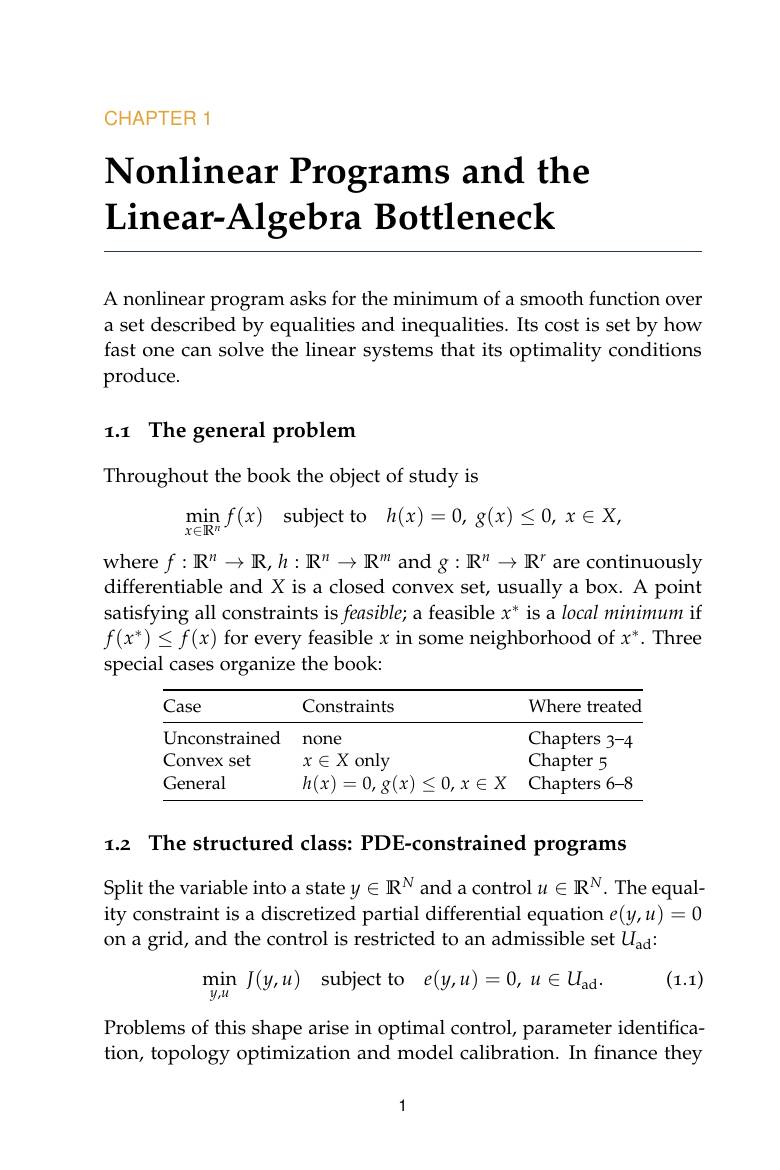 CHAPTER 1
Nonlinear Programs and the
Linear-Algebra Bottleneck
A nonlinear program asks for the minimum of a smooth function over
a set described by equalities and inequalities. Its cost is set by how
fast one can solve the linear systems that its optimality conditions
produce.
1.1 The general problem
Throughout the book the object of study is
min f(x) subject to h(x) = 0, g(x) ≤ 0, x ∈ X,
x∈ℝⁿ
where f : ℝⁿ → ℝ, h : ℝⁿ → ℝᵐ and g : ℝⁿ → ℝʳ are continuously
differentiable and X is a closed convex set, usually a box. A point
satisfying all constraints is feasible; a feasible x* is a local minimum if
f(x*) ≤ f(x) for every feasible x in some neighborhood of x*. Three
special cases organize the book:
Case Constraints Where treated
Unconstrained none Chapters 3–4
Convex set x ∈ X only Chapter 5
General h(x) = 0, g(x) ≤ 0, x ∈ X Chapters 6–8
1.2 The structured class: PDE-constrained programs
Split the variable into a state y ∈ ℝᴺ and a control u ∈ ℝᴺ. The equal-
ity constraint is a discretized partial differential equation e(y, u) = 0
on a grid, and the control is restricted to an admissible set U_ad:
min J(y, u) subject to e(y, u) = 0, u ∈ U_ad. (1.1)
y,u
Problems of this shape arise in optimal control, parameter identifica-
tion, topology optimization and model calibration. In finance they
1